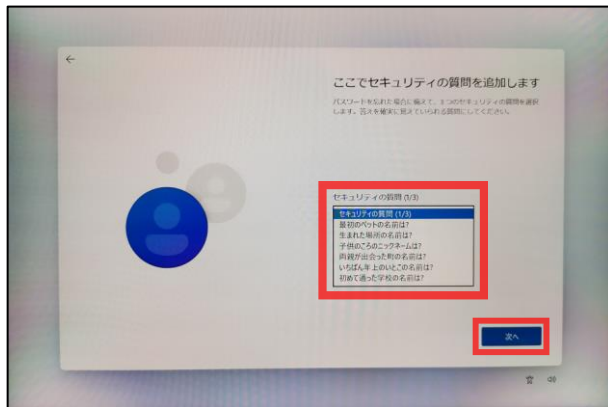 ここでセキュリティの質問を追加します
パスワードを忘れた場合に備えて、3 つのセキュリティの質問を選択
します。答えを確実に覚えていられる質問にしてください。
セキュリティの質問 (1/3)
セキュリティの質問 (1/3)
最初のペットの名前は?
生まれた場所の名前は?
子供のころのニックネームは?
両親が出会った町の名前は?
いちばん年上のいとこの名前は?
初めて通った学校の名前は?
次へ